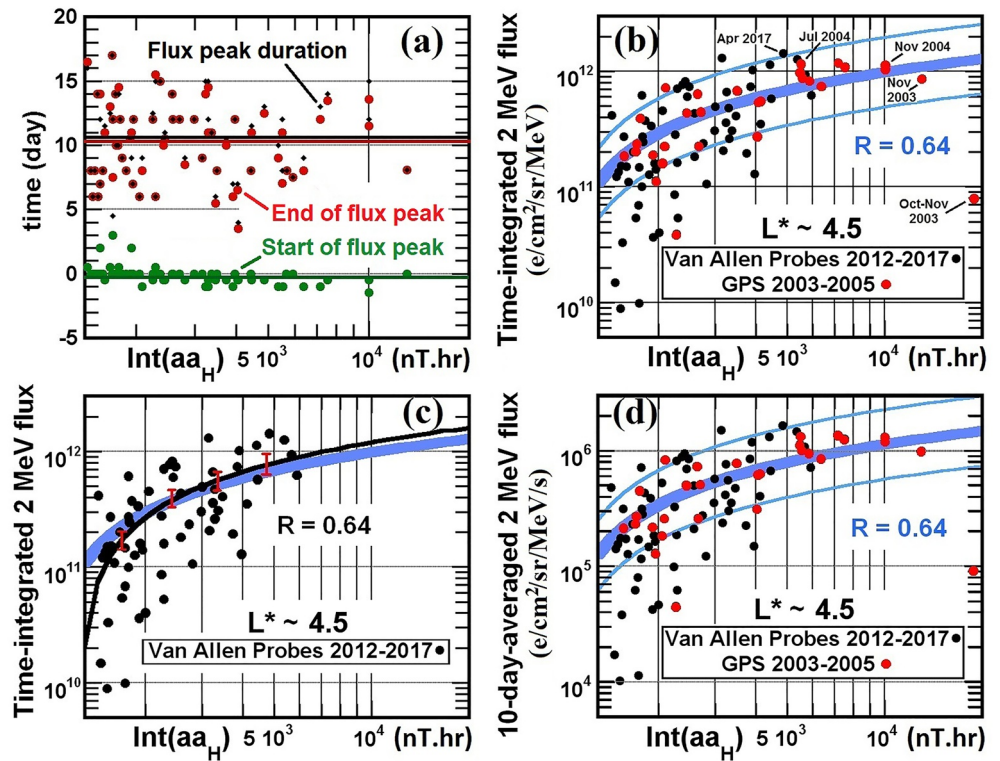 20
15
10
5
0
-5
time (day)
(a)
Flux peak duration
End of flux peak
Start of flux peak
Int(aaH)
5 10³
10⁴
(nT.hr)
Time-integrated 2 MeV flux
(e/cm²/sr/MeV)
10¹²
10¹¹
10¹⁰
(b)
Apr 2017
Jul 2004
Nov 2004
Nov
2003
R = 0.64
Oct-Nov
2003
L* ~ 4.5
Van Allen Probes 2012-2017
GPS 2003-2005
Int(aaH)
5 10³
10⁴
(nT.hr)
Time-integrated 2 MeV flux
10¹²
10¹¹
10¹⁰
(c)
R = 0.64
L* ~ 4.5
Van Allen Probes 2012-2017
Int(aaH)
5 10³
10⁴
(nT.hr)
10-day-averaged 2 MeV flux
(e/cm²/sr/MeV/s)
10⁶
10⁵
10⁴
(d)
R = 0.64
L* ~ 4.5
Van Allen Probes 2012-2017
GPS 2003-2005
Int(aaH)
5 10³
10⁴
(nT.hr)